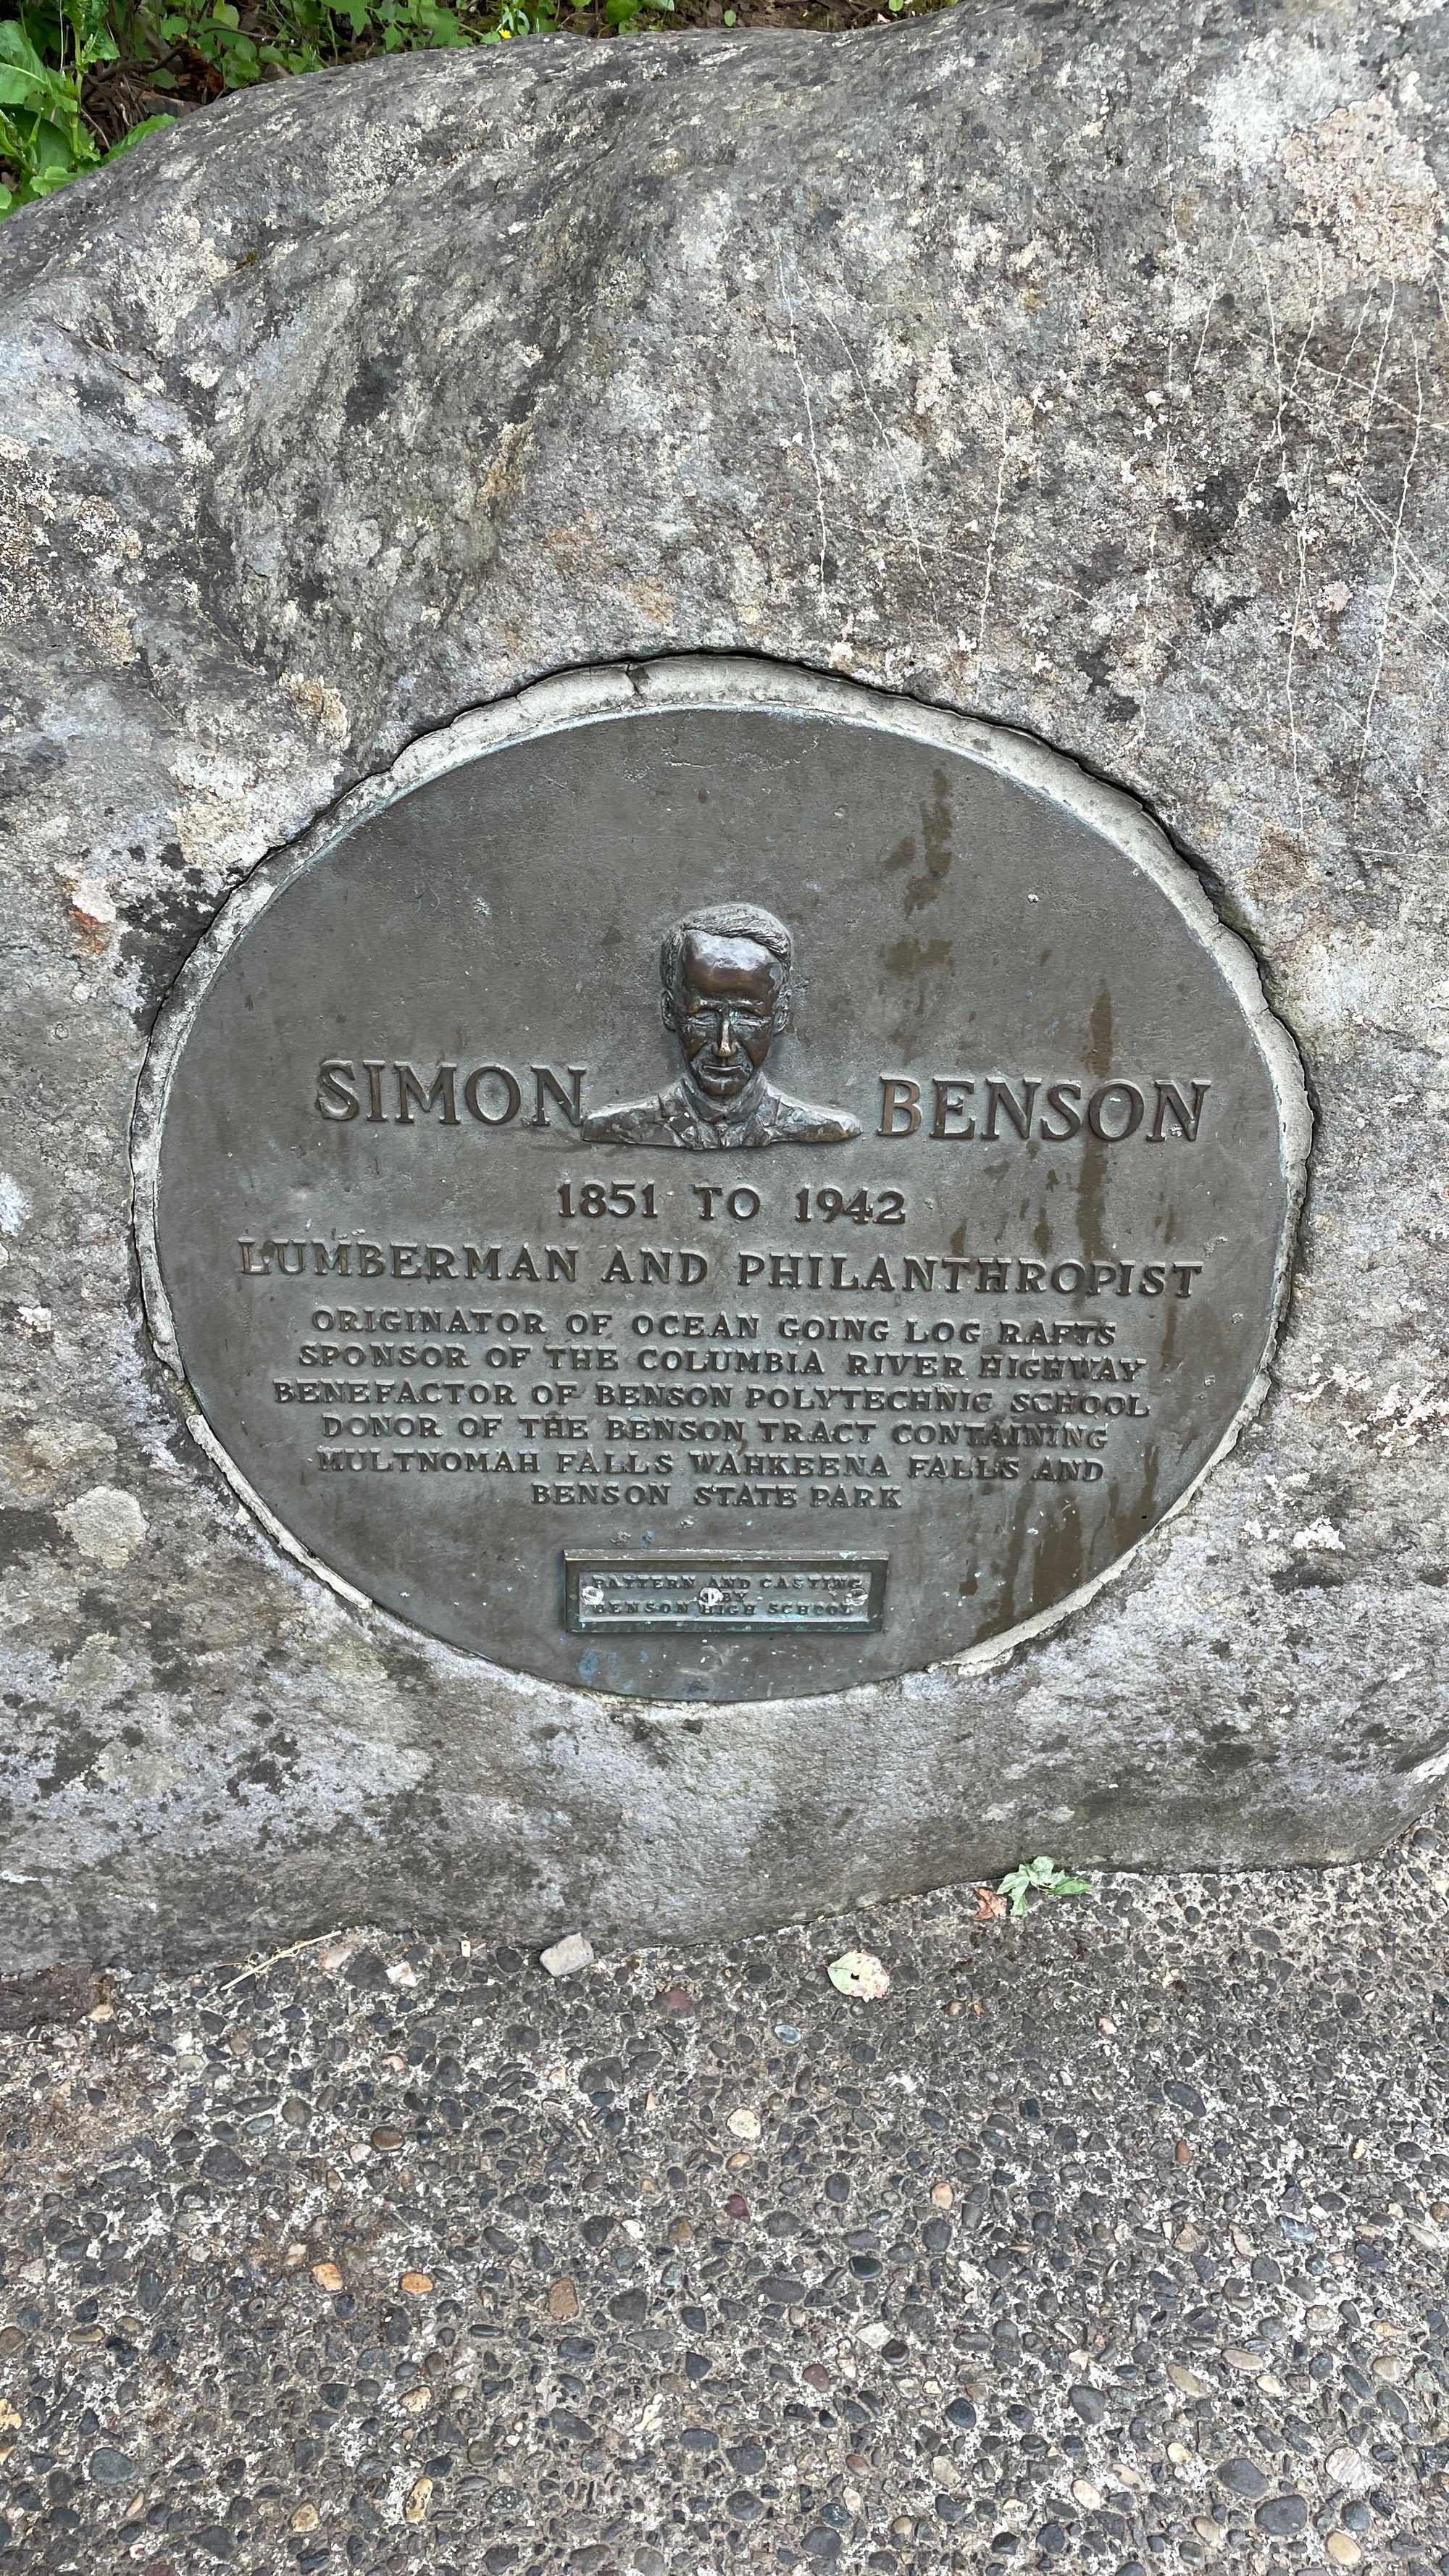 SIMON BENSON
1851 TO 1942
LUMBERMAN AND PHILANTHROPIST
ORIGINATOR OF OCEAN GOING LOG RAFTS
SPONSOR OF THE COLUMBIA RIVER HIGHWAY
BENEFACTOR OF BENSON POLYTECHNIC SCHOOL
DONOR OF THE BENSON TRACT CONTAINING
MULTNOMAH FALLS WAHKEENA FALLS AND
BENSON STATE PARK
PATTERN AND CASTING
BY
BENSON HIGH SCHOOL